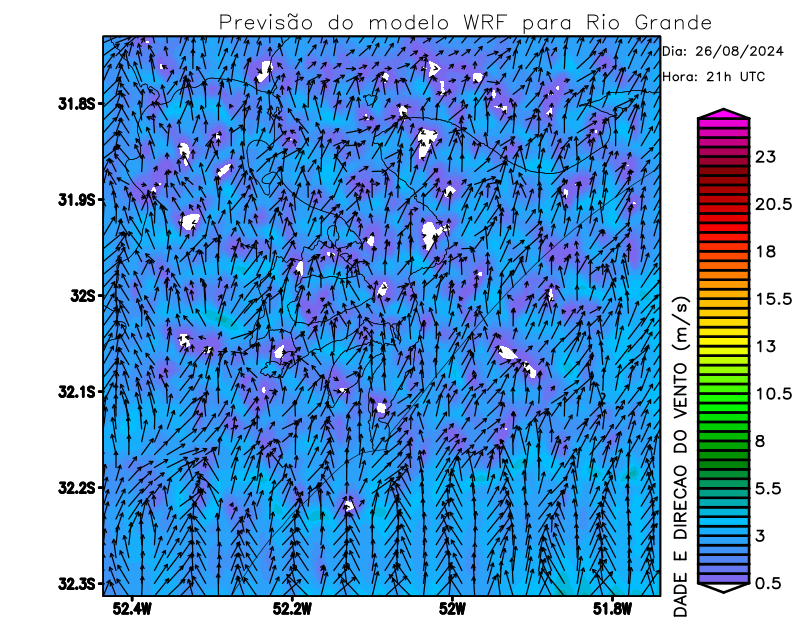 Previsão do modelo WRF para Rio Grande
Dia: 26/08/2024
Hora: 21h UTC
31.8S
31.9S
32S
32.1S
32.2S
32.3S
52.4W
52.2W
52W
51.8W
23
20.5
18
15.5
13
10.5
8
5.5
3
0.5
DADE E DIRECAO DO VENTO (m/s)